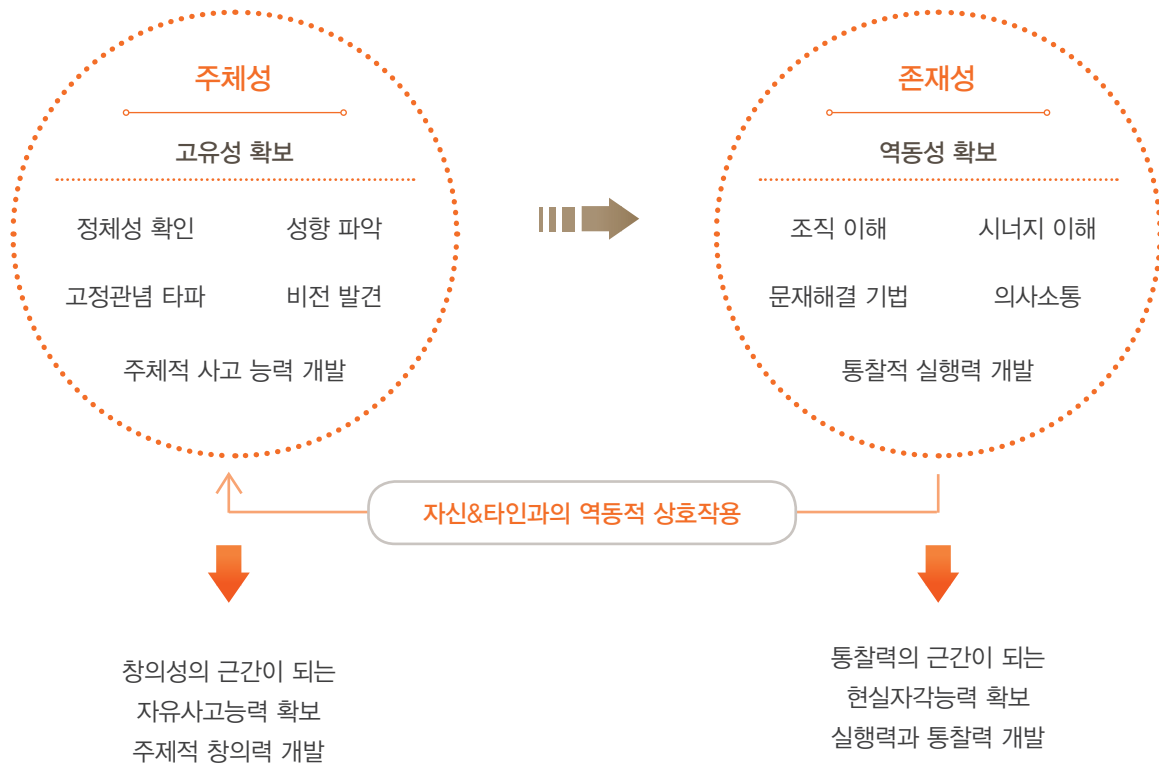 주체성
고유성 확보
정체성 확인 성향 파악
고정관념 타파 비전 발견
주체적 사고 능력 개발
존재성
역동성 확보
조직 이해 시너지 이해
문재해결 기법 의사소통
통찰적 실행력 개발
자신&타인과의 역동적 상호작용
창의성의 근간이 되는
자유사고능력 확보
주제적 창의력 개발
통찰력의 근간이 되는
현실자각능력 확보
실행력과 통찰력 개발